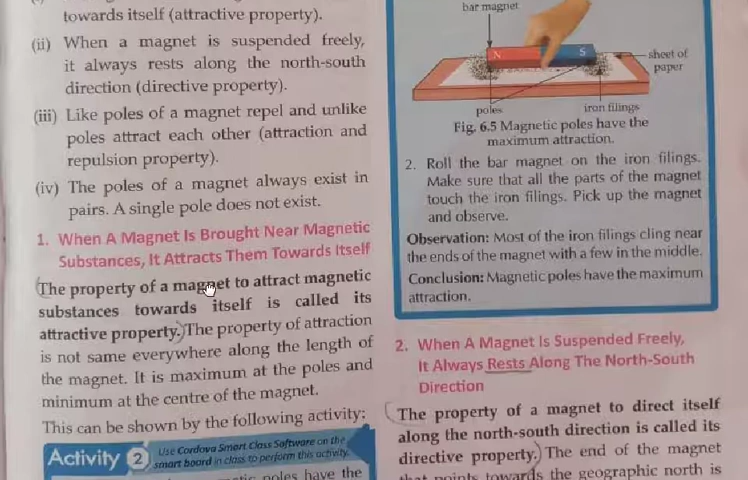 towards itself (attractive property).
(ii) When a magnet is suspended freely,
it always rests along the north-south
direction (directive property).
(iii) Like poles of a magnet repel and unlike
poles attract each other (attraction and
repulsion property).
(iv) The poles of a magnet always exist in
pairs. A single pole does not exist.
1. When A Magnet Is Brought Near Magnetic
Substances, It Attracts Them Towards Itself
The property of a magnet to attract magnetic
substances towards itself is called its
attractive property. The property of attraction
is not same everywhere along the length of
the magnet. It is maximum at the poles and
minimum at the centre of the magnet.
This can be shown by the following activity:
Activity 2
Use Cordova Smart Class Software on the
smart board in class to perform this activity.
poles have the
bar magnet
N
S
sheet of
paper
poles
iron filings
Fig. 6.5 Magnetic poles have the
maximum attraction.
2. Roll the bar magnet on the iron filings.
Make sure that all the parts of the magnet
touch the iron filings. Pick up the magnet
and observe.
Observation: Most of the iron filings cling near
the ends of the magnet with a few in the middle.
Conclusion: Magnetic poles have the maximum
attraction.
2. When A Magnet Is Suspended Freely,
It Always Rests Along The North-South
Direction
The property of a magnet to direct itself
along the north-south direction is called its
directive property. The end of the magnet
that points towards the geographic north is